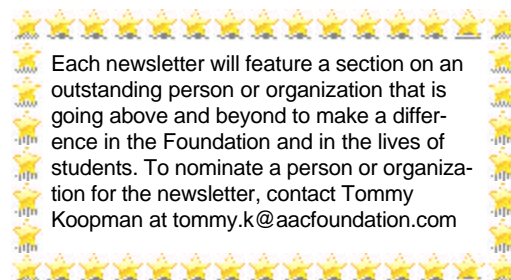 Each newsletter will feature a section on an
outstanding person or organization that is
going above and beyond to make a differ-
ence in the Foundation and in the lives of
students. To nominate a person or organiza-
tion for the newsletter, contact Tommy
Koopman at tommy.k@aacfoundation.com